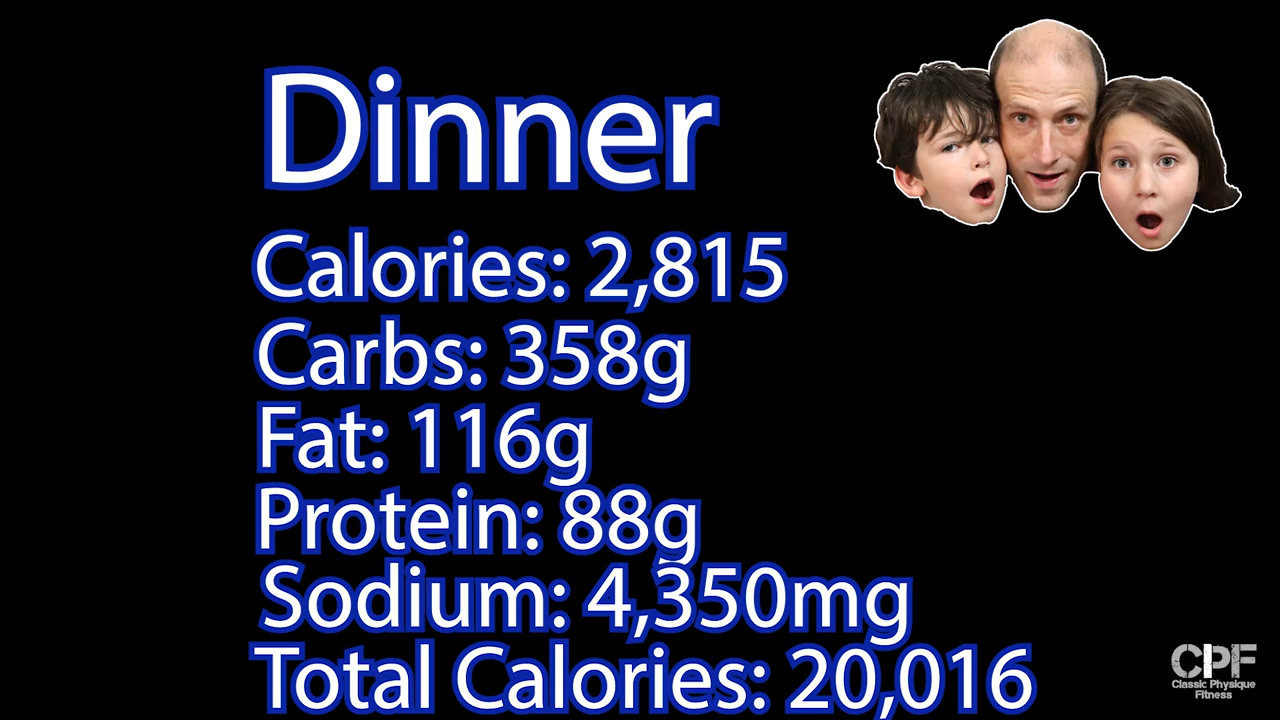 Dinner
Calories: 2,815
Carbs: 358g
Fat: 116g
Protein: 88g
Sodium: 4,350mg
Total Calories: 20,016
CPF
Classic Physique
Fitness